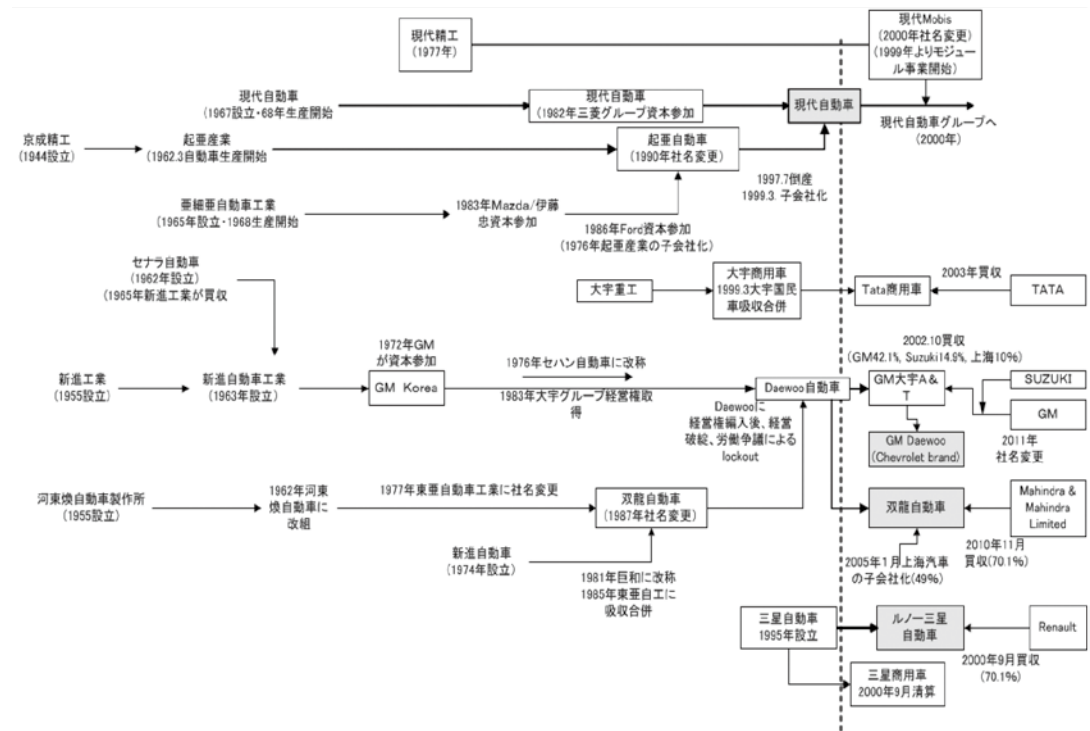 現代精工
(1977年)
現代Mobis
(2000年社名変更)
(1999年よりモジュー
ル事業開始)
現代自動車
(1967設立・68年生産開始
現代自動車
(1982年三菱グループ資本参加
現代自動車
現代自動車グループへ
(2000年)
京成精工
(1944設立)
起亜産業
(1962.3自動車生産開始
起亜自動車
(1990年社名変更)
1997.7倒産
1999.3. 子会社化
亜細亜自動車工業
(1965年設立・1968生産開始
1983年Mazda/伊藤
忠資本参加
1986年Ford資本参加
(1976年起亜産業の子会社化)
セナラ自動車
(1962年設立)
(1965年新進工業が買収
大宇重工
大宇商用車
1999.3大宇国民
車吸収合併
Tata商用車
2003年買収
TATA
新進工業
(1955設立)
新進自動車工業
(1963年設立)
1972年GM
が資本参加
GM Korea
1976年セハン自動車に改称
1983年大宇グループ経営権取
得
Daewoo自動車
Daewooに
経営権編入後、経営
破綻、労働争議による
lockout
2002.10買収
(GM42.1%, Suzuki14.9%, 上海10%)
GM大宇A&
T
SUZUKI
GM
GM Daewoo
(Chevrolet brand)
2011年
社名変更
河東煥自動車製作所
(1955設立)
1962年河東
煥自動車に
改組
1977年東亜自動車工業に社名変更
双龍自動車
(1987年社名変更)
双龍自動車
Mahindra &
Mahindra
Limited
新進自動車
(1974年設立)
1981年巨和に改称
1985年東亜自工に
吸収合併
2005年1月上海汽車
の子会社化(49%)
2010年11月
買収(70.1%)
三星自動車
1995年設立
ルノー三星
自動車
Renault
2000年9月買収
(70.1%)
三星商用車
2000年9月清算